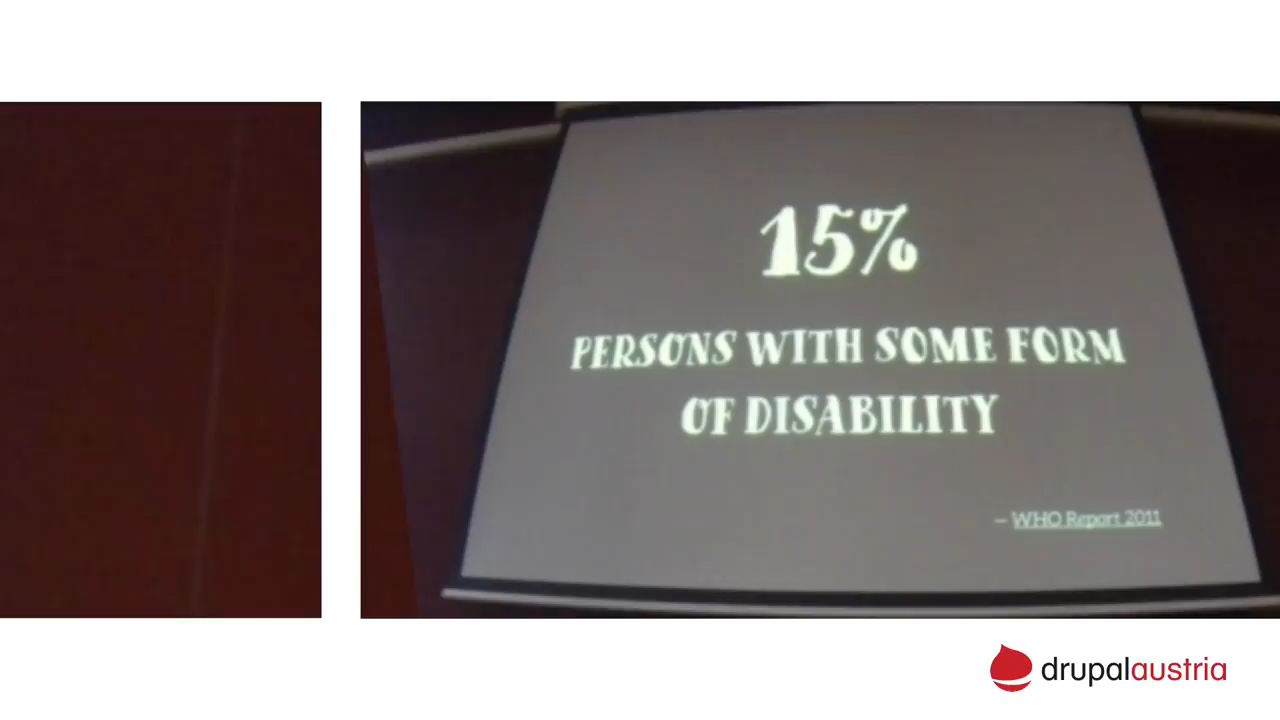 15%
PERSONS WITH SOME FORM
OF DISABILITY
– WHO Report 2011
drupalaustria